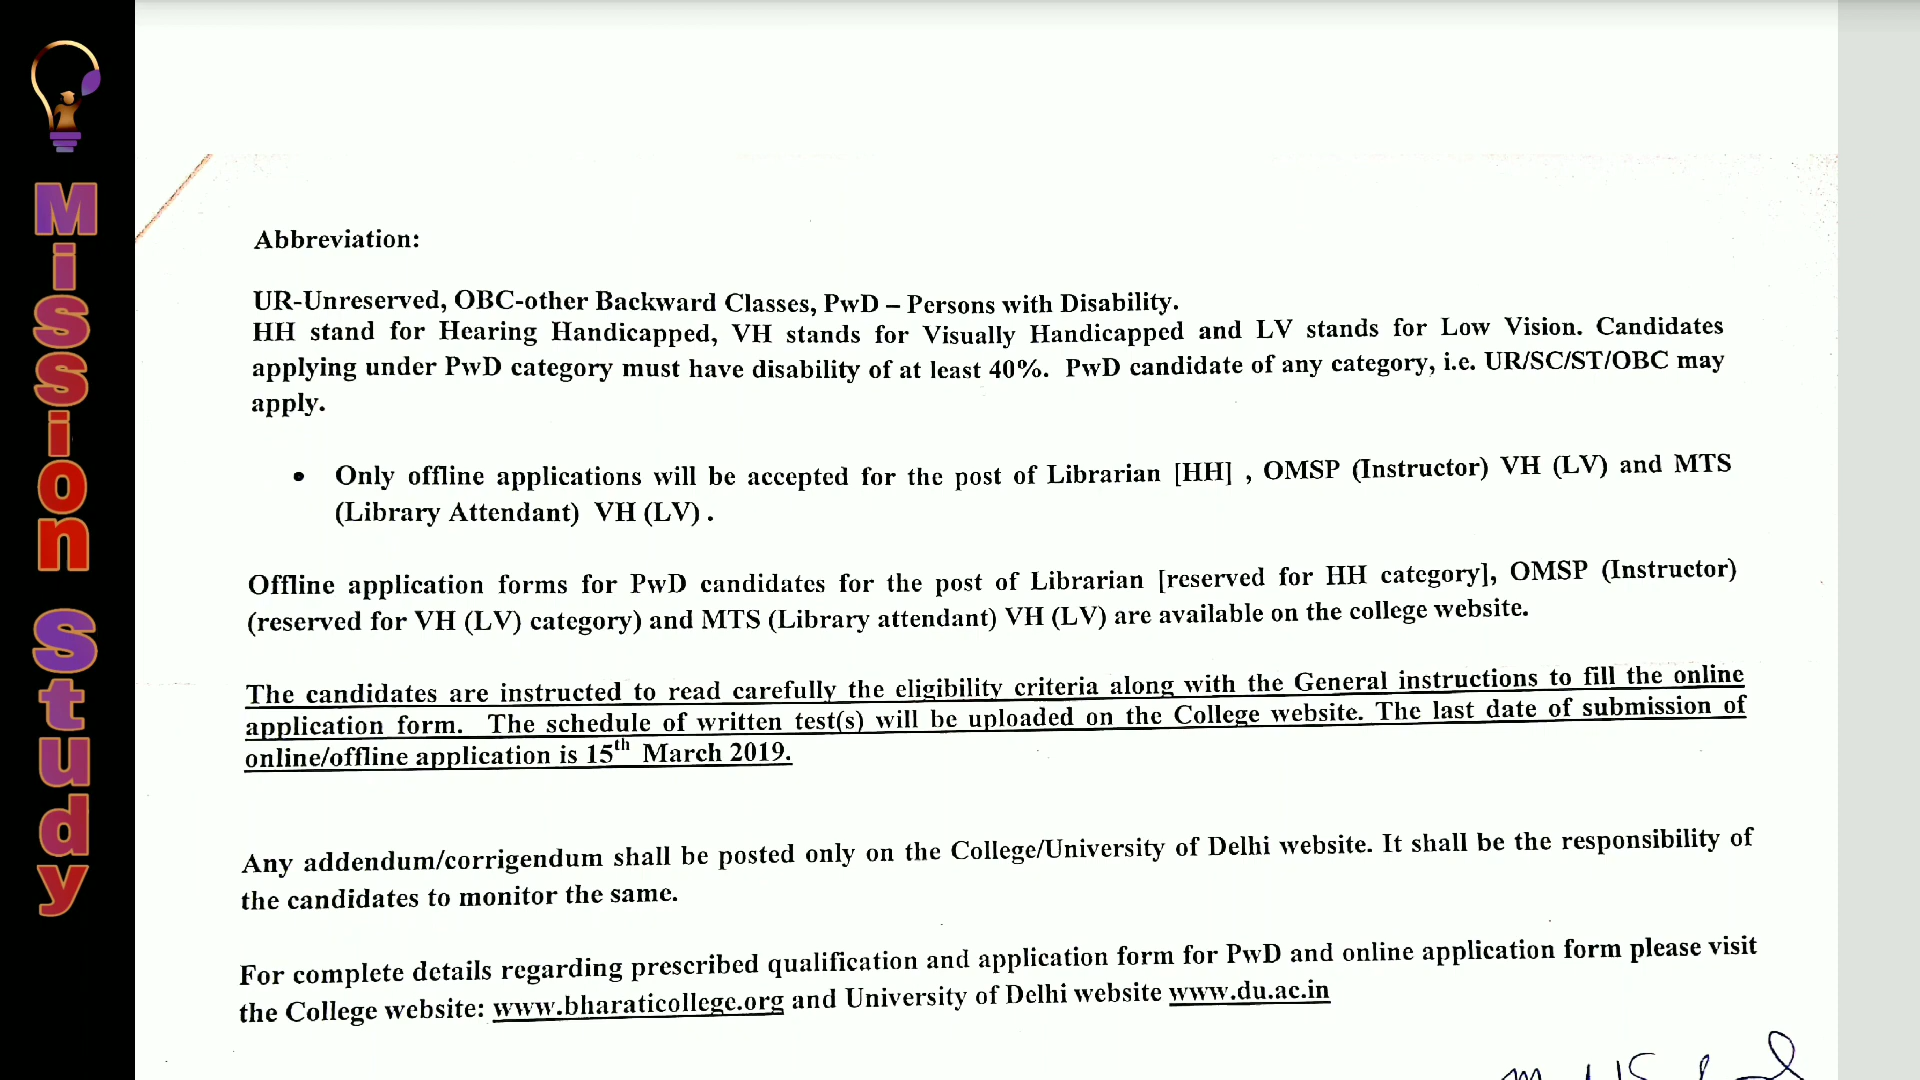 Mission Study
Abbreviation:
UR-Unreserved, OBC-other Backward Classes, PwD – Persons with Disability.
HH stand for Hearing Handicapped, VH stands for Visually Handicapped and LV stands for Low Vision. Candidates
applying under PwD category must have disability of at least 40%. PwD candidate of any category, i.e. UR/SC/ST/OBC may
apply.
• Only offline applications will be accepted for the post of Librarian [HH] , OMSP (Instructor) VH (LV) and MTS
(Library Attendant) VH (LV) .
Offline application forms for PwD candidates for the post of Librarian [reserved for HH category], OMSP (Instructor)
(reserved for VH (LV) category) and MTS (Library attendant) VH (LV) are available on the college website.
The candidates are instructed to read carefully the eligibility criteria along with the General instructions to fill the online
application form. The schedule of written test(s) will be uploaded on the College website. The last date of submission of
online/offline application is 15th March 2019.
Any addendum/corrigendum shall be posted only on the College/University of Delhi website. It shall be the responsibility of
the candidates to monitor the same.
For complete details regarding prescribed qualification and application form for PwD and online application form please visit
the College website: www.bharaticollege.org and University of Delhi website www.du.ac.in